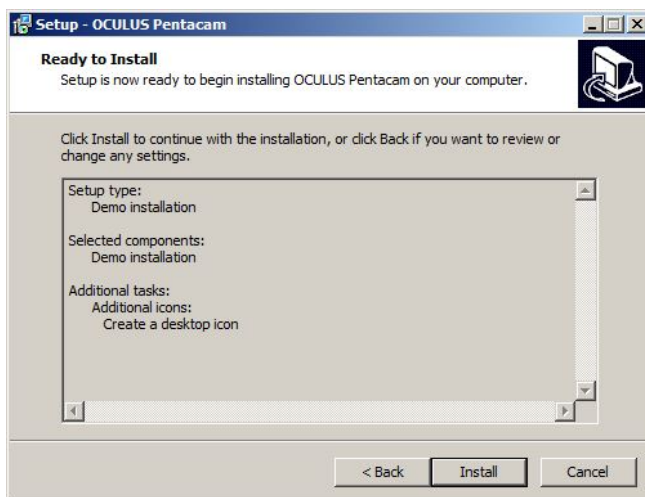 Setup - OCULUS Pentacam
Ready to Install
Setup is now ready to begin installing OCULUS Pentacam on your computer.
Click Install to continue with the installation, or click Back if you want to review or
change any settings.
Setup type:
Demo installation
Selected components:
Demo installation
Additional tasks:
Additional icons:
Create a desktop icon
< Back
Install
Cancel